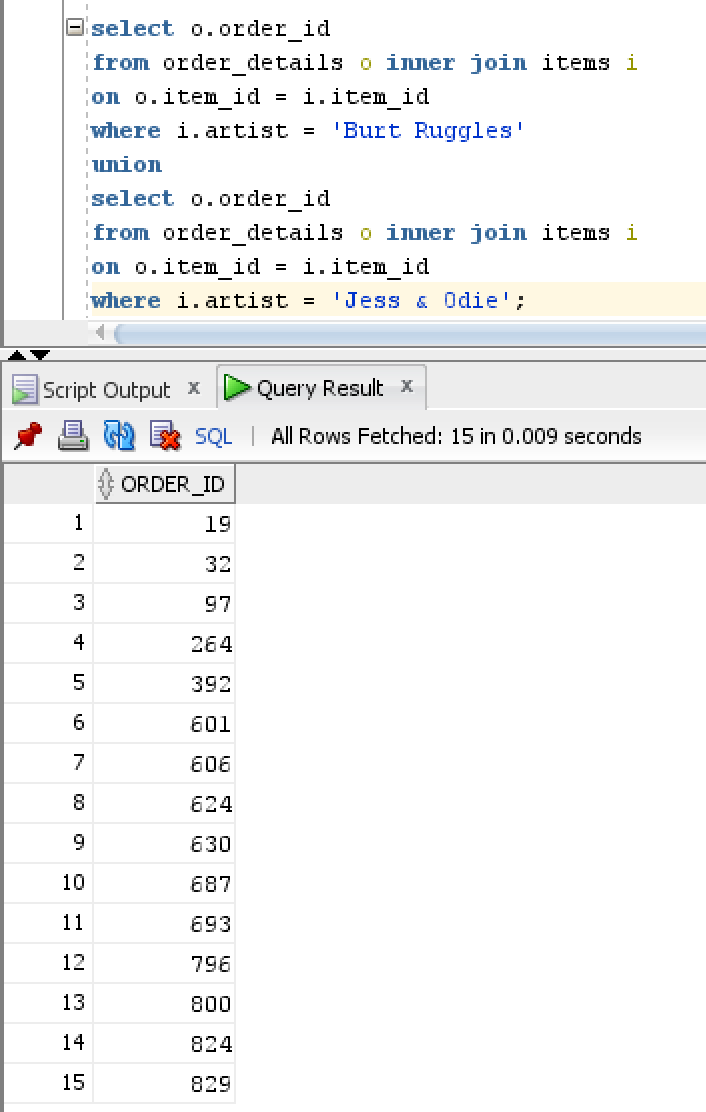 select o.order_id
from order_details o inner join items i
on o.item_id = i.item_id
where i.artist = 'Burt Ruggles'
union
select o.order_id
from order_details o inner join items i
on o.item_id = i.item_id
where i.artist = 'Jess & Odie';
Script Output x Query Result x
SQL | All Rows Fetched: 15 in 0.009 seconds
ORDER_ID
1 19
2 32
3 97
4 264
5 392
6 601
7 606
8 624
9 630
10 687
11 693
12 796
13 800
14 824
15 829